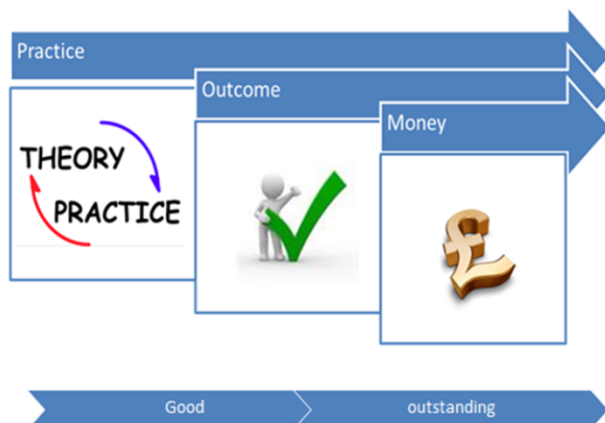 Practice
Outcome
Money
THEORY
PRACTICE
£
Good
outstanding